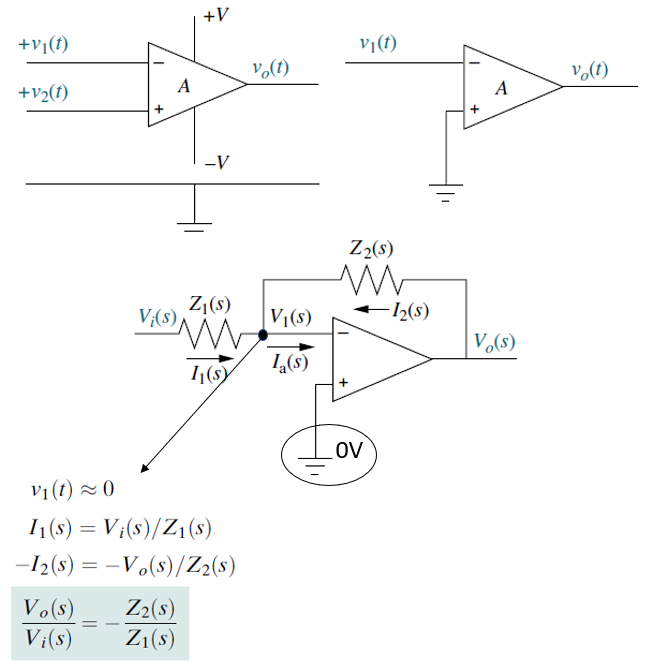 +V
+v₁(t)
−
v₁(t)
−
vₒ(t)
vₒ(t)
A
A
+v₂(t)
+
+
−V
Z₂(s)
Z₁(s)
Vᵢ(s)
V₁(s)
I₂(s)
−
Vₒ(s)
I₁(s)
Iₐ(s)
+
0V
v₁(t) ≈ 0
I₁(s) = Vᵢ(s)/Z₁(s)
−I₂(s) = −Vₒ(s)/Z₂(s)
Vₒ(s)/Vᵢ(s) = − Z₂(s)/Z₁(s)